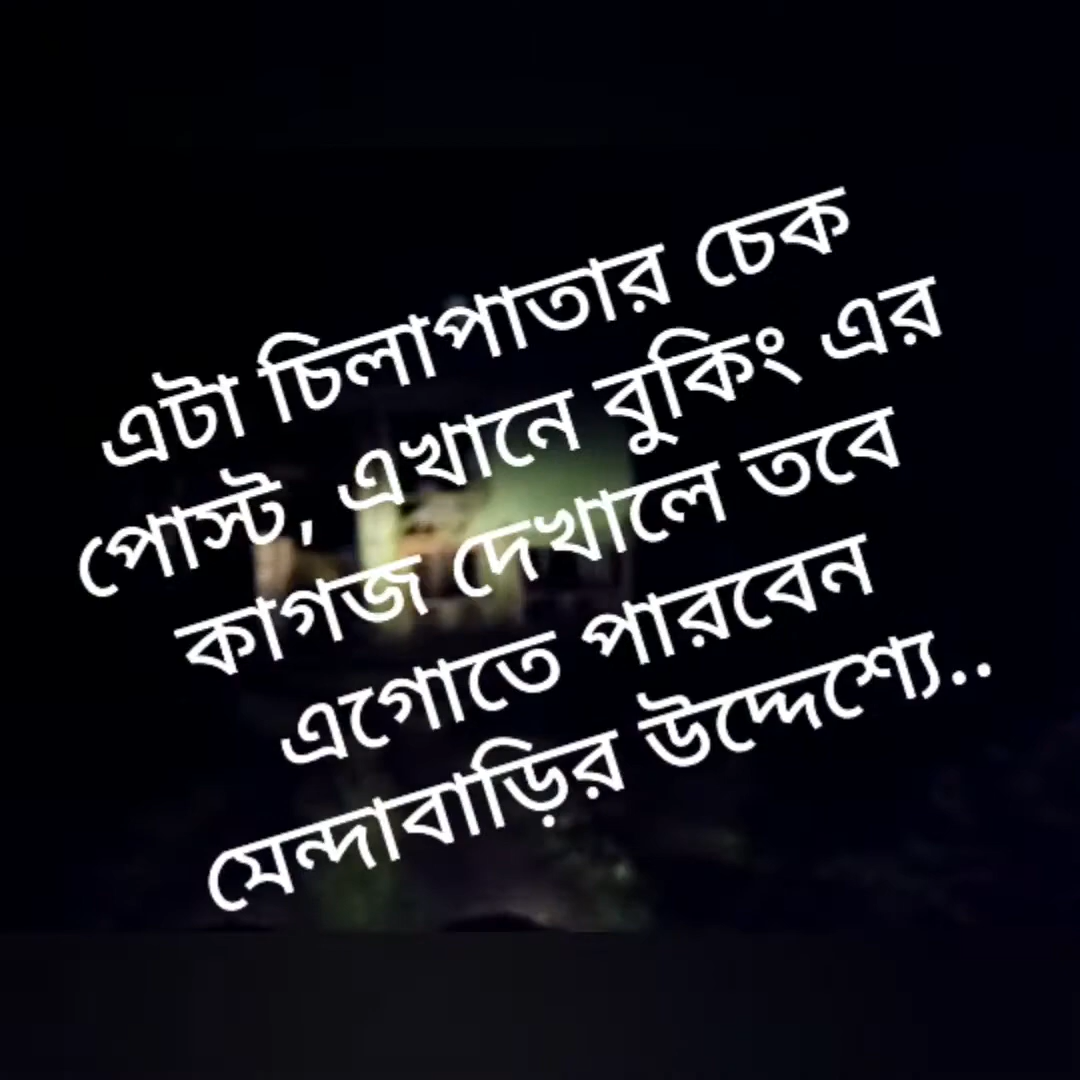 এটা চিলাপাতার চেক
পোস্ট, এখানে বুকিং এর
কাগজ দেখালে তবে
এগোতে পারবেন
মেন্দাবাড়ির উদ্দেশ্যে..